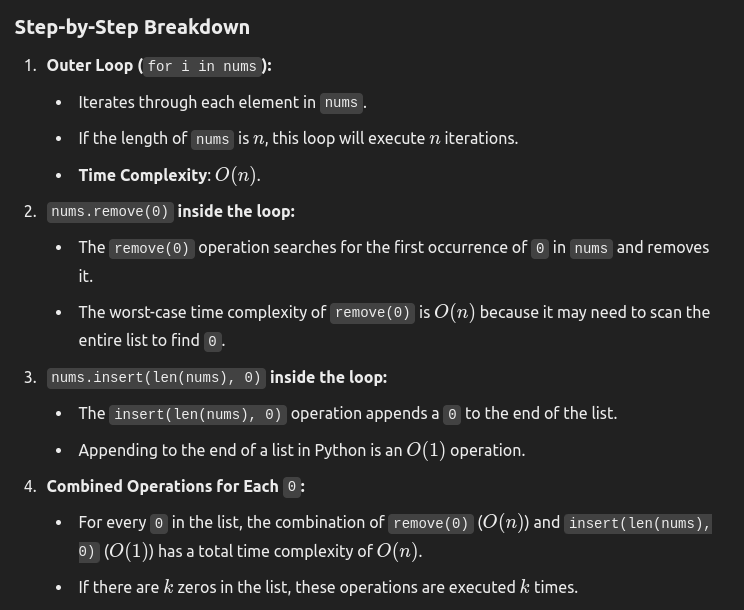 Step-by-Step Breakdown
1. Outer Loop (for i in nums):
• Iterates through each element in nums.
• If the length of nums is n, this loop will execute n iterations.
• Time Complexity: O(n).
2. nums.remove(0) inside the loop:
• The remove(0) operation searches for the first occurrence of 0 in nums and removes
it.
• The worst-case time complexity of remove(0) is O(n) because it may need to scan the
entire list to find 0.
3. nums.insert(len(nums), 0) inside the loop:
• The insert(len(nums), 0) operation appends a 0 to the end of the list.
• Appending to the end of a list in Python is an O(1) operation.
4. Combined Operations for Each 0:
• For every 0 in the list, the combination of remove(0) (O(n)) and insert(len(nums),
0) (O(1)) has a total time complexity of O(n).
• If there are k zeros in the list, these operations are executed k times.